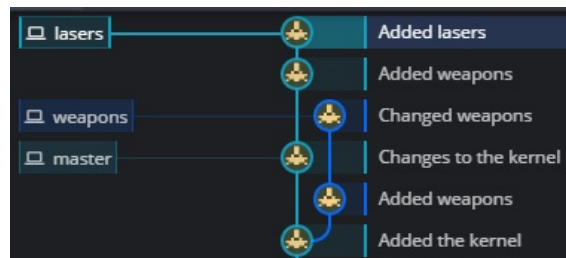 lasers Added lasers
Added weapons
weapons Changed weapons
master Changes to the kernel
Added weapons
Added the kernel